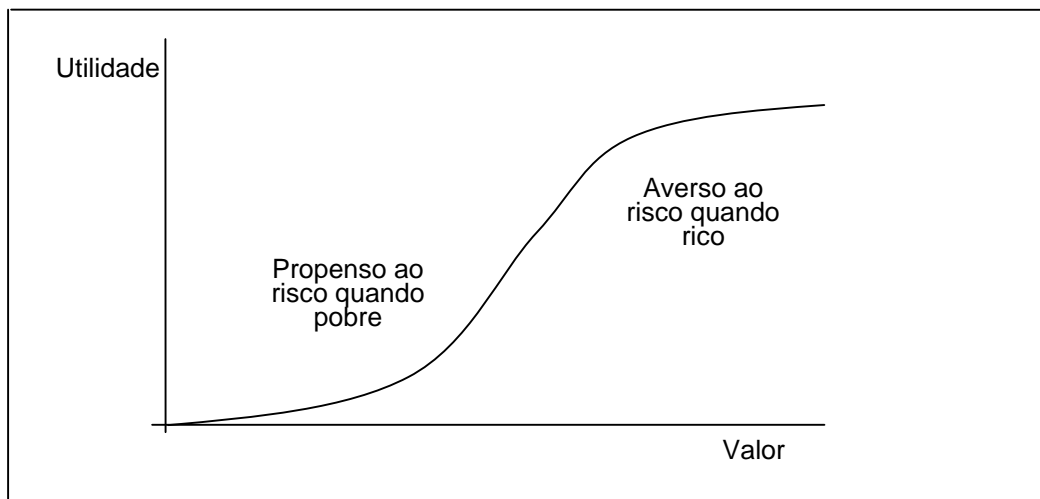 Utilidade
Averso ao
risco quando
rico
Propenso ao
risco quando
pobre
Valor